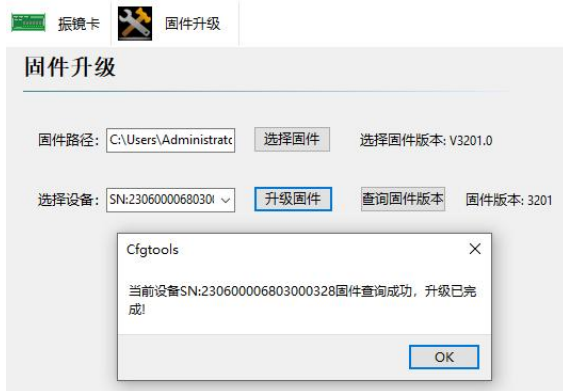 振镜卡 固件升级
固件升级
固件路径: C:\Users\Administratc 选择固件 选择固件版本: V3201.0
选择设备: SN:23060000680300 升级固件 查询固件版本 固件版本: 3201
Cfgtools
当前设备SN:230600006803000328固件查询成功，升级已完
成!
OK